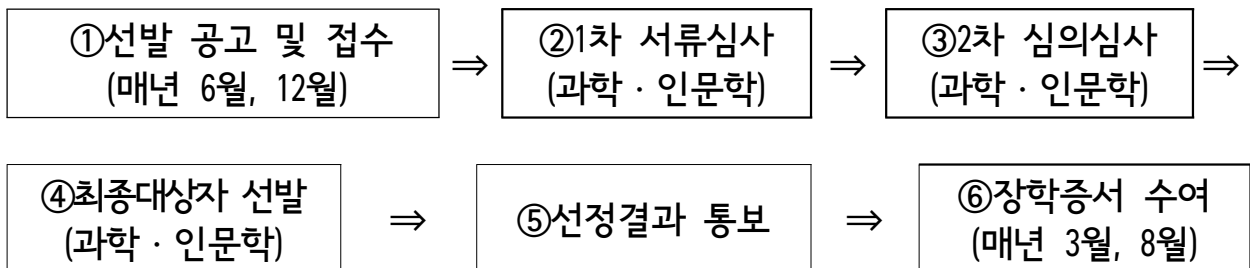 ①선발 공고 및 접수
(매년 6월, 12월)
⇒
②1차 서류심사
(과학 · 인문학)
⇒
③2차 심의심사
(과학 · 인문학)
⇒
④최종대상자 선발
(과학 · 인문학)
⇒
⑤선정결과 통보
⇒
⑥장학증서 수여
(매년 3월, 8월)